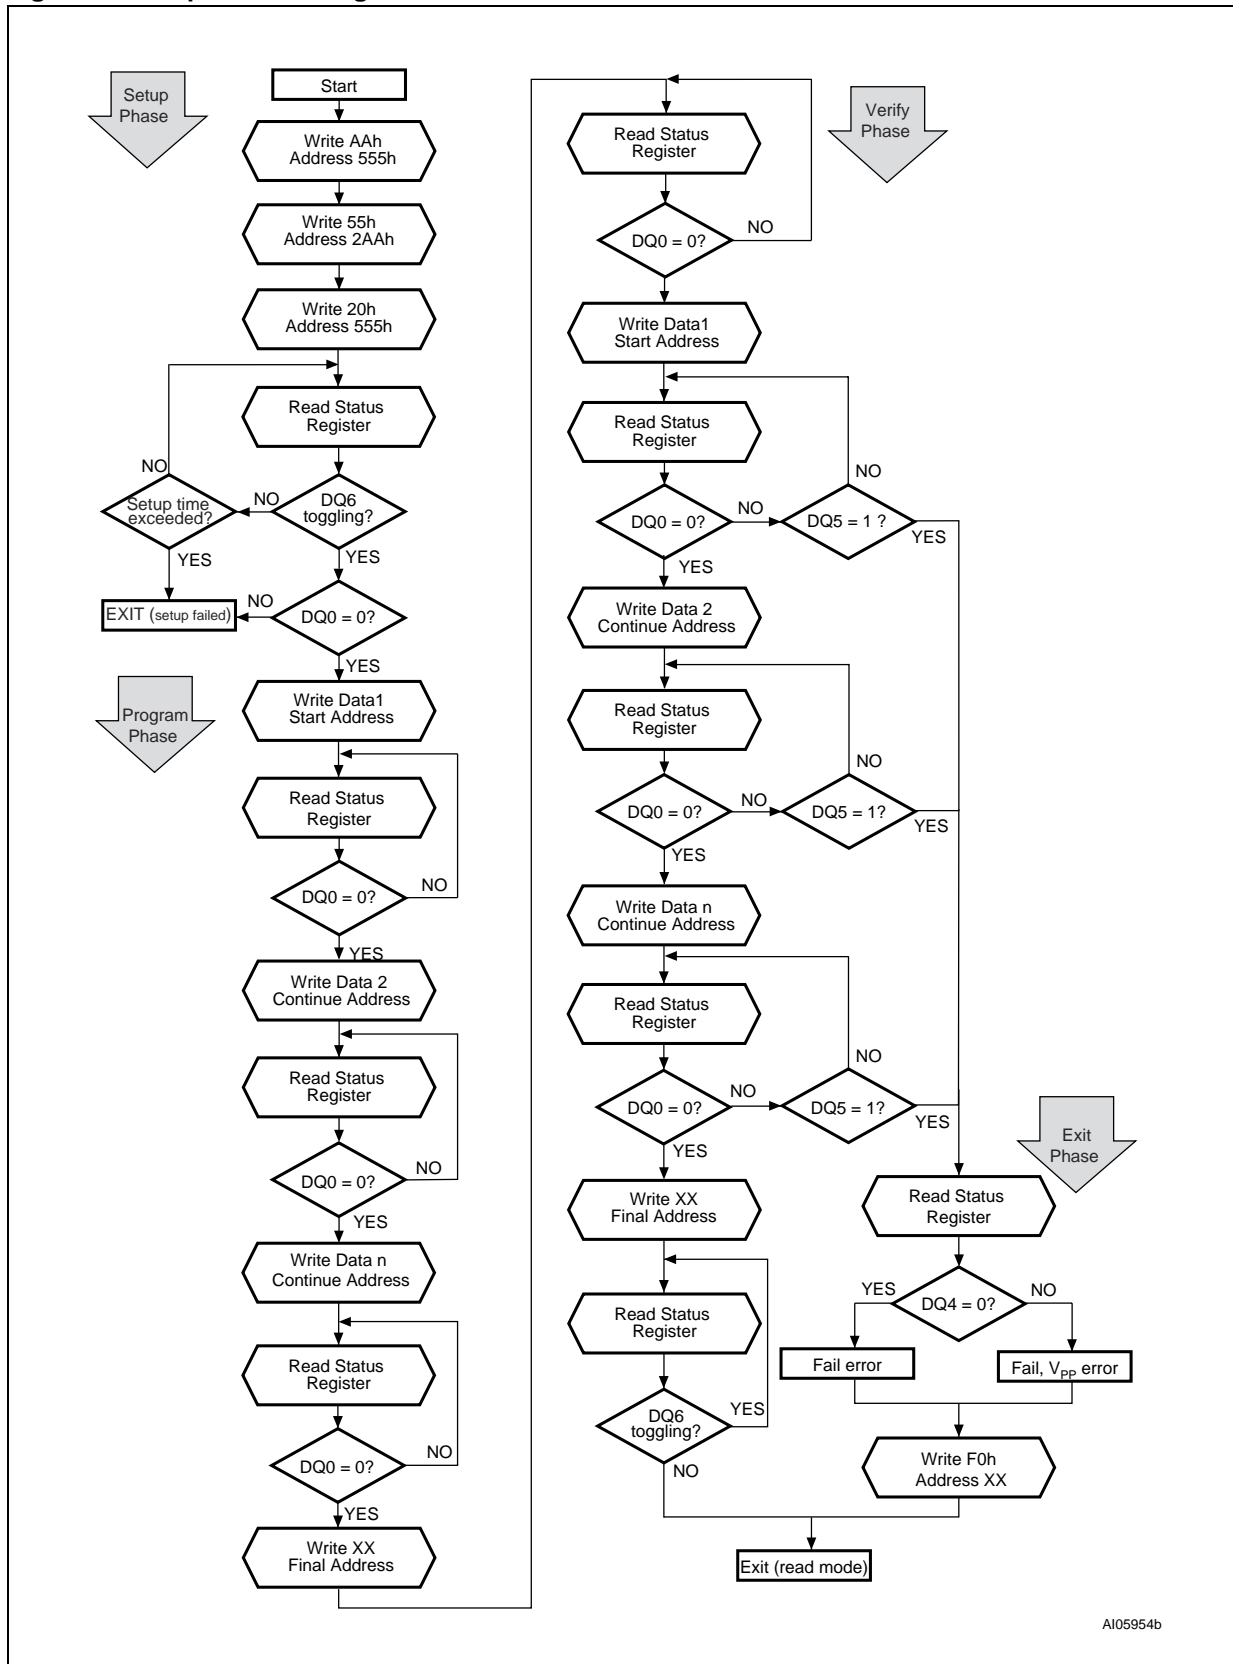 Start
Setup
Phase
Write AAh
Address 555h
Write 55h
Address 2AAh
Write 20h
Address 555h
Read Status
Register
NO
Setup time
exceeded?
NO
DQ6
toggling?
YES
YES
EXIT (setup failed)
NO
DQ0 = 0?
YES
Program
Phase
Write Data1
Start Address
Read Status
Register
DQ0 = 0?
NO
YES
Write Data 2
Continue Address
Read Status
Register
DQ0 = 0?
NO
YES
Write Data n
Continue Address
Read Status
Register
DQ0 = 0?
NO
YES
Write XX
Final Address
Verify
Phase
Read Status
Register
DQ0 = 0?
NO
Write Data1
Start Address
Read Status
Register
NO
DQ0 = 0?
NO
DQ5 = 1 ?
YES
YES
Write Data 2
Continue Address
Read Status
Register
NO
DQ0 = 0?
NO
DQ5 = 1?
YES
YES
Write Data n
Continue Address
Read Status
Register
NO
DQ0 = 0?
NO
DQ5 = 1?
YES
YES
Write XX
Final Address
Read Status
Register
DQ6
toggling?
YES
NO
Exit
Phase
Read Status
Register
YES
DQ4 = 0?
NO
Fail error
Fail, VPP error
Write F0h
Address XX
Exit (read mode)
AI05954b